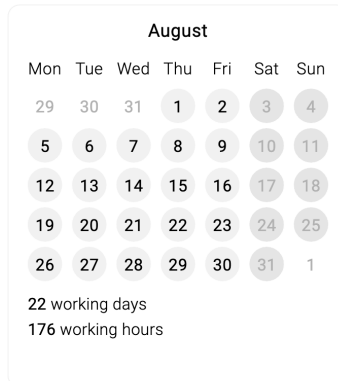 August
Mon Tue Wed Thu Fri Sat Sun
29 30 31 1 2 3 4
5 6 7 8 9 10 11
12 13 14 15 16 17 18
19 20 21 22 23 24 25
26 27 28 29 30 31 1
22 working days
176 working hours